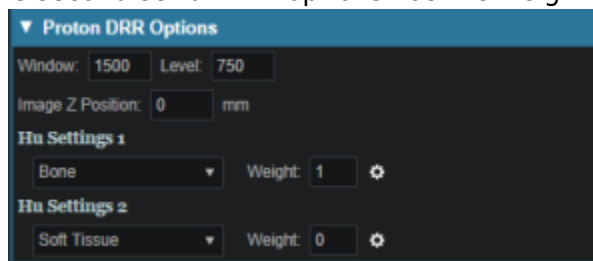 ▼ Proton DRR Options
Window: 1500 Level: 750
Image Z Position: 0 mm
Hu Settings 1
Bone Weight: 1
Hu Settings 2
Soft Tissue Weight: 0